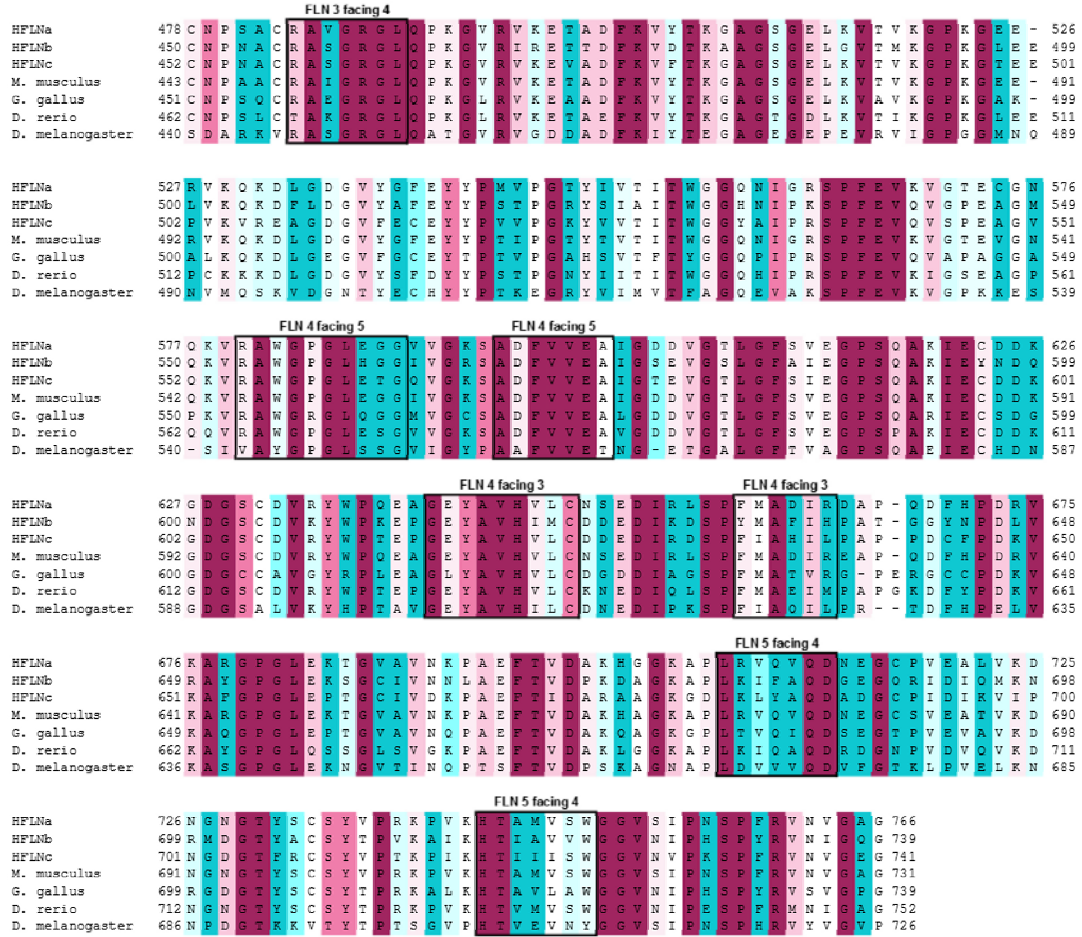 FLN 3 facing 4
HFLNa 478 C N P S A C R A V G R G L Q P K G V R V K E T A D F K V Y T K G A G S G E L K V T V K G P K G E E - 526
HFLNb 450 C N P N A C R A S G R G L Q P K G V R I R E T T D F K V D T K A A G S G E L G V T M K G P K G L E E 499
HFLNc 452 C N P N A C R A S G R G L Q P K G V R V K E V A D F K V F T K G A G S G E L K V T V K G P K G T E E 501
M. musculus 443 C N P A A C R A I G R G L Q P K G V R V K E T A D F K V Y T K G A G S G E L K V T V K G P K G E E - 491
G. gallus 451 C N P S Q C R A E G R G L Q P K G L R V K E A A D F K V Y T K G A G S G E L K V A V K G P K G A K - 499
D. rerio 462 C N P S L C T A K G R G L Q P K G V R V K E T A D F K V Y T K G A G S G E L K V T I K G P K G L E E 511
D. melanogaster 440 S D A R K V R A S G R G L Q A T G V R V G D D A D F K I Y T E G A G E G E P E V R V I G P G G M N Q 489
HFLNa 527 R V K Q K D L G D G V Y G F E Y Y P M V P G T Y I V T I T W G G Q N I G R S P F E V K V G T E C G N 576
HFLNb 500 L V K Q K D F L D G V Y A F E Y Y P S T P G R Y S I A I T W G G H N I P K S P F E V Q V G P E A G M 549
HFLNc 502 P V K V R E A G D G V F E C E Y Y P V V P G K Y V V T I T W G G Y A I P R S P F E V Q V S P E A G V 551
M. musculus 492 R V K Q K D L G D G V Y G F E Y Y P T I P G T Y T V T I T W G G Q N I G R S P F E V K V G T E V G N 541
G. gallus 500 A L K Q K D L G E G V F G C E Y Y P T V P G A H S V T F T Y G G Q P I P R S P F E V Q V A P A G G A 549
D. rerio 512 P C K K K D L G D G V Y S F D Y Y P T S P G N Y I I T I T W G G Q H I P R S P F E V K I G S E A G P 561
D. melanogaster 490 N V M Q S K V D G N T Y E C H Y Y P T K E G R Y V I M V T F A G Q E V A K S P F E V K V G P K K E S 539
FLN 4 facing 5 FLN 4 facing 5
HFLNa 577 Q K V R A W G P G L E G G V V G K S A D F V V E A I G D D V G T L G F S V E G P S Q A K I E C D D K 626
HFLNb 550 Q K V R A W G P G L H G G I V G R S A D F V V E S I G S E V G S L G F A I E G P S Q A K I E Y N D Q 599
HFLNc 552 Q K V R A W G P G L E T G Q V G K S A D F V V E A I G T E V G T L G F S I E G P S Q A K I E C D D K 601
M. musculus 542 Q K V R A W G P G L E G G I V G K S A D F V V E A I G D D V G T L G F S V E G P S Q A K I E C D D K 591
G. gallus 550 P K V R A W G R G L Q G G M V G C S A D F V V E A L G D D V G T L G F S V E G P S Q A R I E C S D G 599
D. rerio 562 Q Q V R A W G P G L E S G V V G K S A D F V V E T V G D D V G T L G F S V E G P S P A K I E C D D K 611
D. melanogaster 540 - S I V A Y G P G L S S G V I G Y P A A F V V E T N G - E T G A L G F T V A G P S Q A E I E C H D N 587
FLN 4 facing 3 FLN 4 facing 3
HFLNa 627 G D G S C D V R Y W P Q E A G E Y A V H V L C N S E D I R L S P F M A D I R D A P - Q D F H P D R V 675
HFLNb 600 N D G S C D V K Y W P K E P G E Y A V H I M C D D E D I K D S P Y M A F I H P A T - G G Y N P D L V 648
HFLNc 602 G D G S C D V R Y W P T E P G E Y A V H V I C D D E D I R D S P F I A H I L P A P - P D C F P D K V 650
M. musculus 592 G D G S C D V R Y W P Q E A G E Y A V H V L C N S E D I R L S P F M A D I R E A P - Q D F H P D R V 640
G. gallus 600 G D G C C A V G Y R P L E A G L Y A V H V L C D G D D I A G S P F M A T V R G - P E R G C C P D K V 648
D. rerio 612 G D G S C D V R Y W P T E A G E Y A V H V L C D N E D I Q L S P F M A E I M P A P K D F Y P D K V 661
D. melanogaster 588 G D G S A L V K Y H P T A V G E Y A V H I L C D N E D I P K S P F I A Q I L P R - - T D F H P E L V 635
FLN 5 facing 4
HFLNa 676 K A R G P G L E K T G V A V N K P A E F T V D A K H G G K A P L R V Q V Q D N E G C P V E A L V K D 725
HFLNb 649 R A Y G P G L E K S G C I V N N L A E F T V D P K D A G K A P L K I F A Q D G E G Q R I D I Q M K N 698
HFLNc 651 K A F G P G L E P T G C I V D K P A E F T I D A R A A G K G D L K L Y A Q D A D G C P I D I K V I P 700
M. musculus 641 K A R G P G L E K T G V A V N K P A E F T V D A K H A G K A P L R V Q V Q D N E G C S V E A T V K D 690
G. gallus 649 K A Q G P G L E P T G V A V N Q P A E F T V D A K Q A G K G P L T I Q V Q D A E G C P V E V T V K D 698
D. rerio 662 K A Y G P G L Q S S G L S V G K P A E F T V D A K L G G K A P L K I Q A Q D R D G N P V D V Q V K D 711
D. melanogaster 636 K A S G P G L E K N G V T I N Q P T S F T V D P S K A G N A P L D V V V Q D V F G T K L P V E L K N 685
FLN 5 facing 4
HFLNa 726 N G N G T Y S C S Y V P R K P V K H T A M V S W G G V S I P N S P F R V N V G A G 766
HFLNb 699 R M D G T Y A C S Y T P V K A I K H T I A V V W G G V N I P H S P Y R V N I G Q G 739
HFLNc 701 N G D G T F R C S Y V P T K P I K H T I I I S W G G V N V P K S P F R V N V G E G 741
M. musculus 691 N G N G T Y S C S Y V P R K P V K H T A M V S W G G V S I P N S P F R V N V G A G 731
G. gallus 699 R G D G T Y S C S Y T P R K A L K H T A V L A W G G V N I P H S P Y R V S V G P G 739
D. rerio 712 N G N G T Y S C S Y T P R K P V K H T V M V S W G G V N I P E S P F R M N I G A G 752
D. melanogaster 686 N P D G T K K V T Y T P T S G V P H T V E V N Y G G V S I P N S P H R V Y V G V P 726